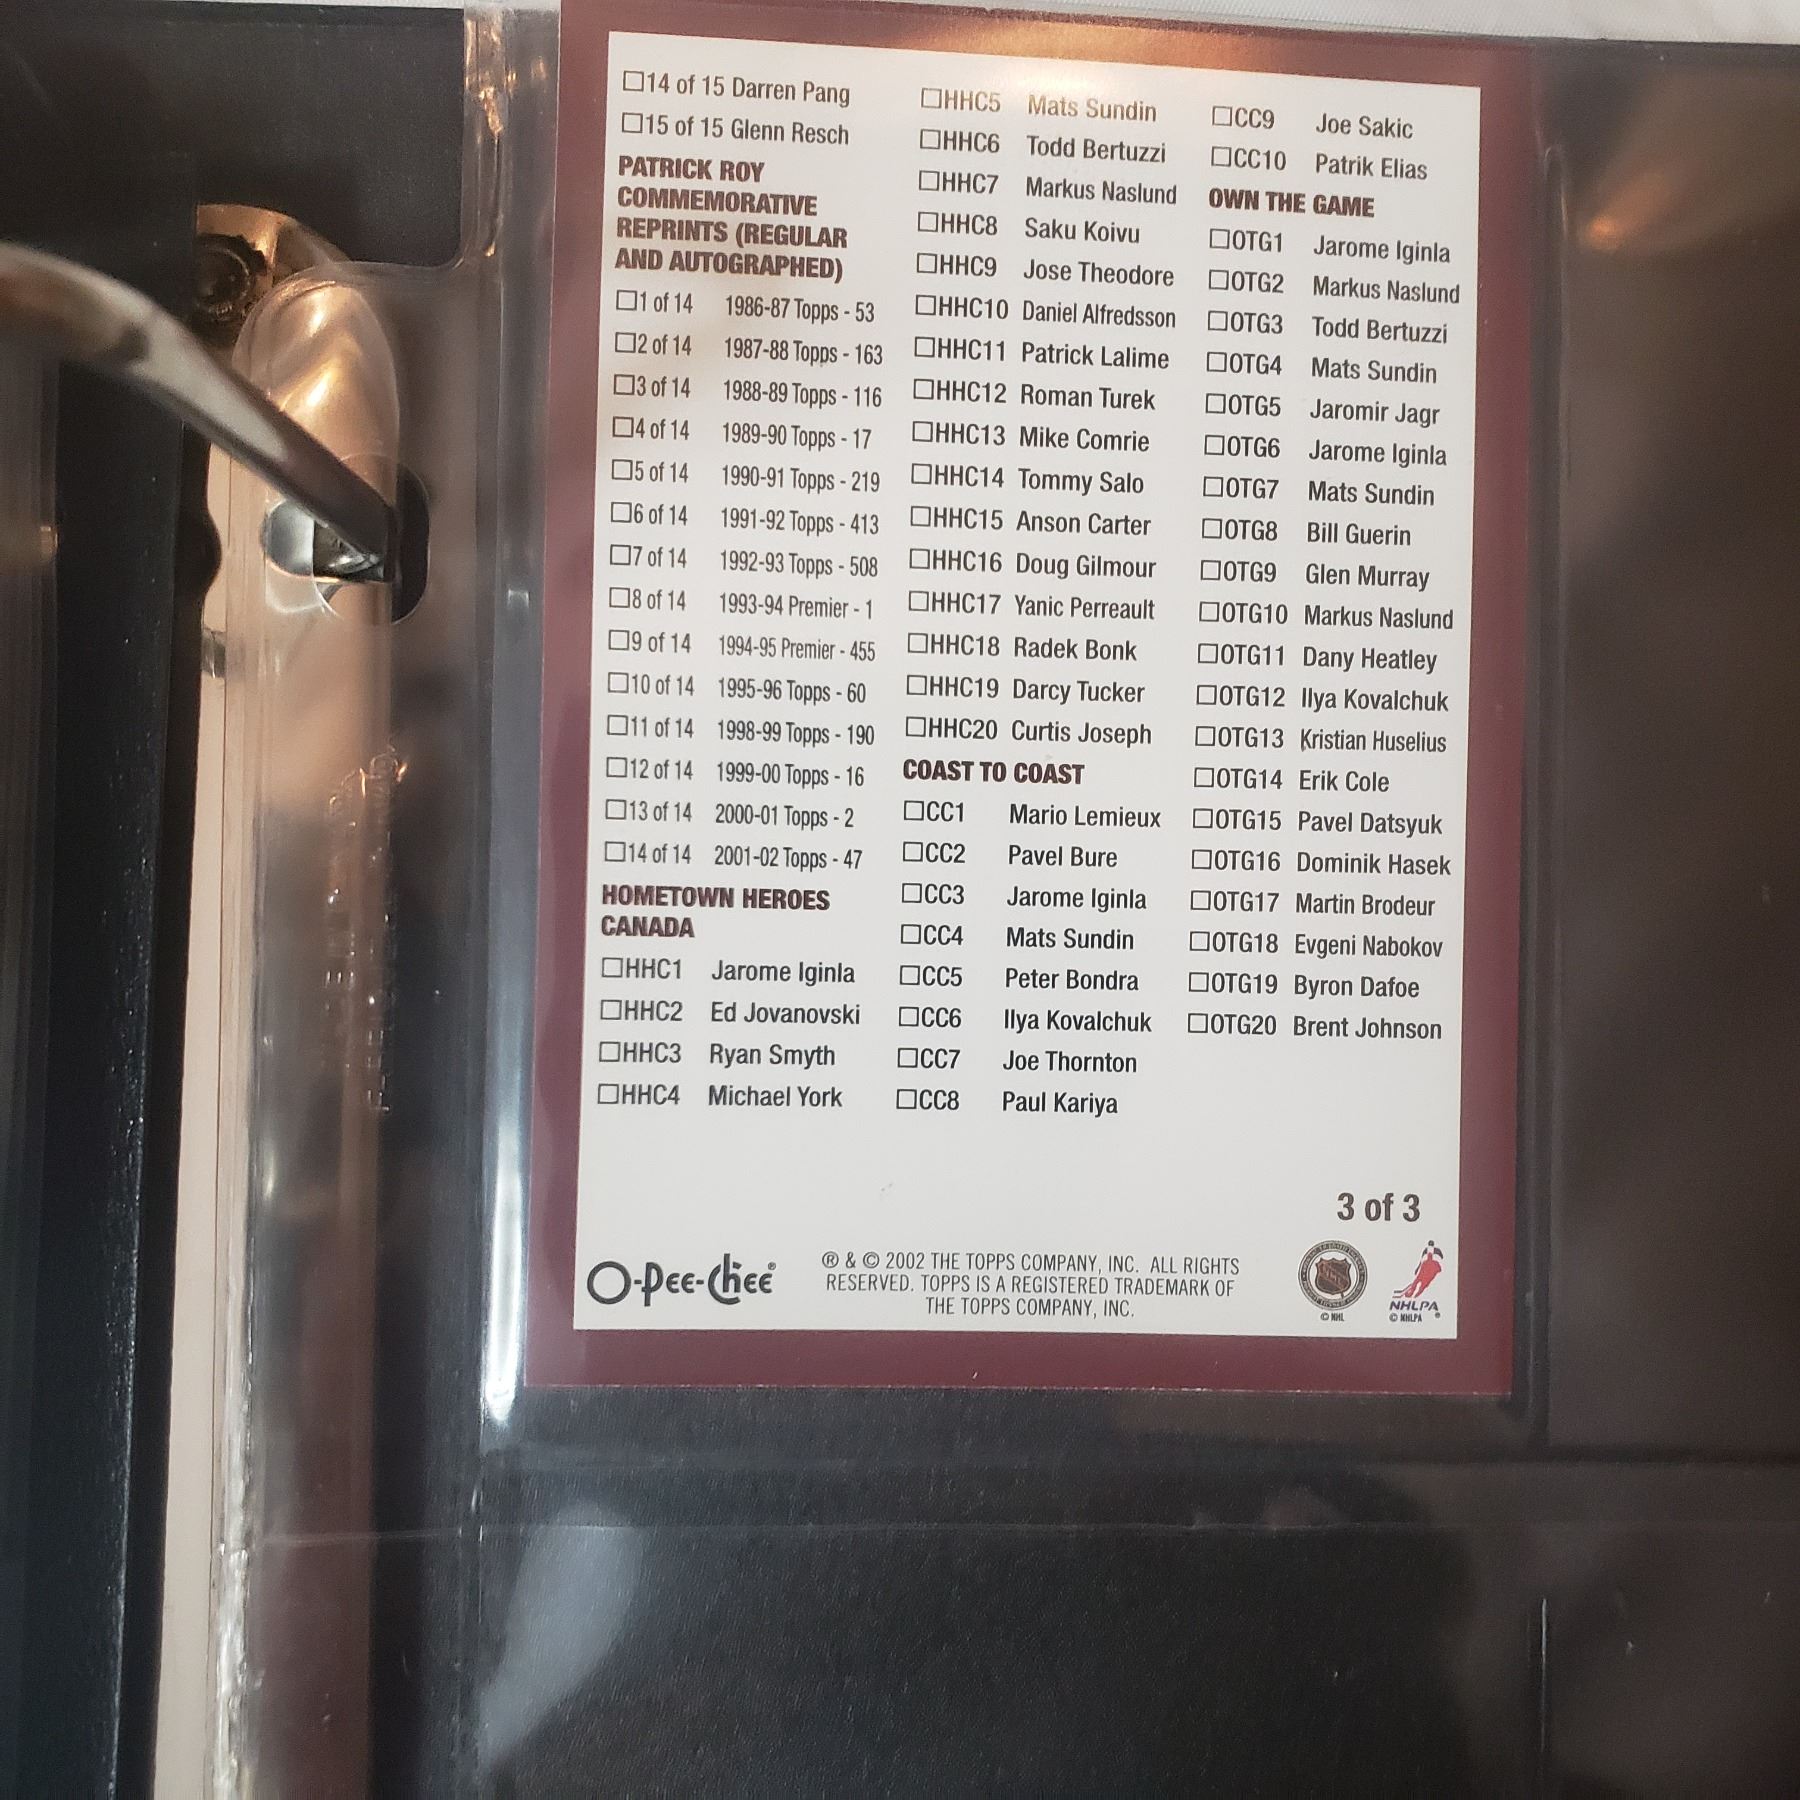 ☐14 of 15 Darren Pang
☐15 of 15 Glenn Resch
PATRICK ROY
COMMEMORATIVE
REPRINTS (REGULAR
AND AUTOGRAPHED)
☐1 of 14 1986-87 Topps - 53
☐2 of 14 1987-88 Topps - 163
☐3 of 14 1988-89 Topps - 116
☐4 of 14 1989-90 Topps - 17
☐5 of 14 1990-91 Topps - 219
☐6 of 14 1991-92 Topps - 413
☐7 of 14 1992-93 Topps - 508
☐8 of 14 1993-94 Premier - 1
☐9 of 14 1994-95 Premier - 455
☐10 of 14 1995-96 Topps - 60
☐11 of 14 1998-99 Topps - 190
☐12 of 14 1999-00 Topps - 16
☐13 of 14 2000-01 Topps - 2
☐14 of 14 2001-02 Topps - 47
HOMETOWN HEROES
CANADA
☐HHC1 Jarome Iginla
☐HHC2 Ed Jovanovski
☐HHC3 Ryan Smyth
☐HHC4 Michael York
☐HHC5 Mats Sundin
☐HHC6 Todd Bertuzzi
☐HHC7 Markus Naslund
☐HHC8 Saku Koivu
☐HHC9 Jose Theodore
☐HHC10 Daniel Alfredsson
☐HHC11 Patrick Lalime
☐HHC12 Roman Turek
☐HHC13 Mike Comrie
☐HHC14 Tommy Salo
☐HHC15 Anson Carter
☐HHC16 Doug Gilmour
☐HHC17 Yanic Perreault
☐HHC18 Radek Bonk
☐HHC19 Darcy Tucker
☐HHC20 Curtis Joseph
COAST TO COAST
☐CC1 Mario Lemieux
☐CC2 Pavel Bure
☐CC3 Jarome Iginla
☐CC4 Mats Sundin
☐CC5 Peter Bondra
☐CC6 Ilya Kovalchuk
☐CC7 Joe Thornton
☐CC8 Paul Kariya
☐CC9 Joe Sakic
☐CC10 Patrik Elias
OWN THE GAME
☐OTG1 Jarome Iginla
☐OTG2 Markus Naslund
☐OTG3 Todd Bertuzzi
☐OTG4 Mats Sundin
☐OTG5 Jaromir Jagr
☐OTG6 Jarome Iginla
☐OTG7 Mats Sundin
☐OTG8 Bill Guerin
☐OTG9 Glen Murray
☐OTG10 Markus Naslund
☐OTG11 Dany Heatley
☐OTG12 Ilya Kovalchuk
☐OTG13 Kristian Huselius
☐OTG14 Erik Cole
☐OTG15 Pavel Datsyuk
☐OTG16 Dominik Hasek
☐OTG17 Martin Brodeur
☐OTG18 Evgeni Nabokov
☐OTG19 Byron Dafoe
☐OTG20 Brent Johnson
3 of 3
O-Pee-Chee®
® & © 2002 THE TOPPS COMPANY, INC. ALL RIGHTS
RESERVED. TOPPS IS A REGISTERED TRADEMARK OF
THE TOPPS COMPANY, INC.
© NHL
NHLPA®
© NHLPA